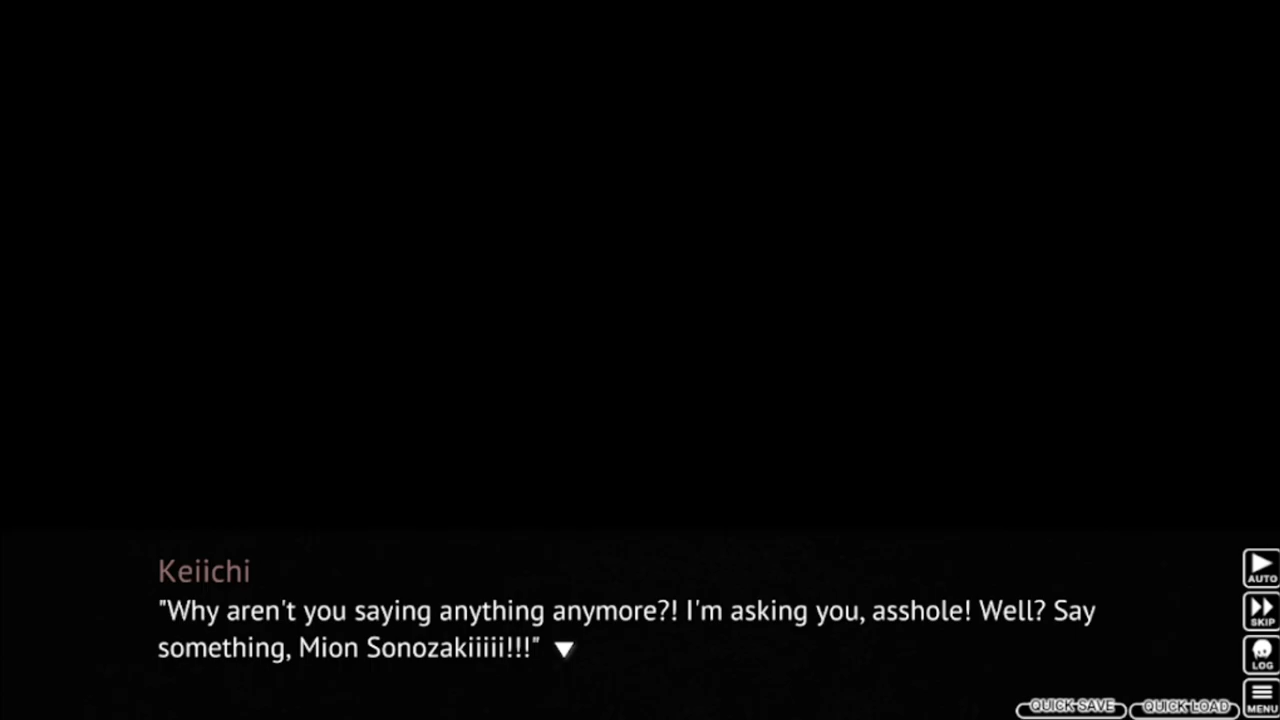 Keiichi
"Why aren't you saying anything anymore?! I'm asking you, asshole! Well? Say
something, Mion Sonozakiiiii!!!"
AUTO
SKIP
LOG
MENU
QUICK SAVE
QUICK LOAD